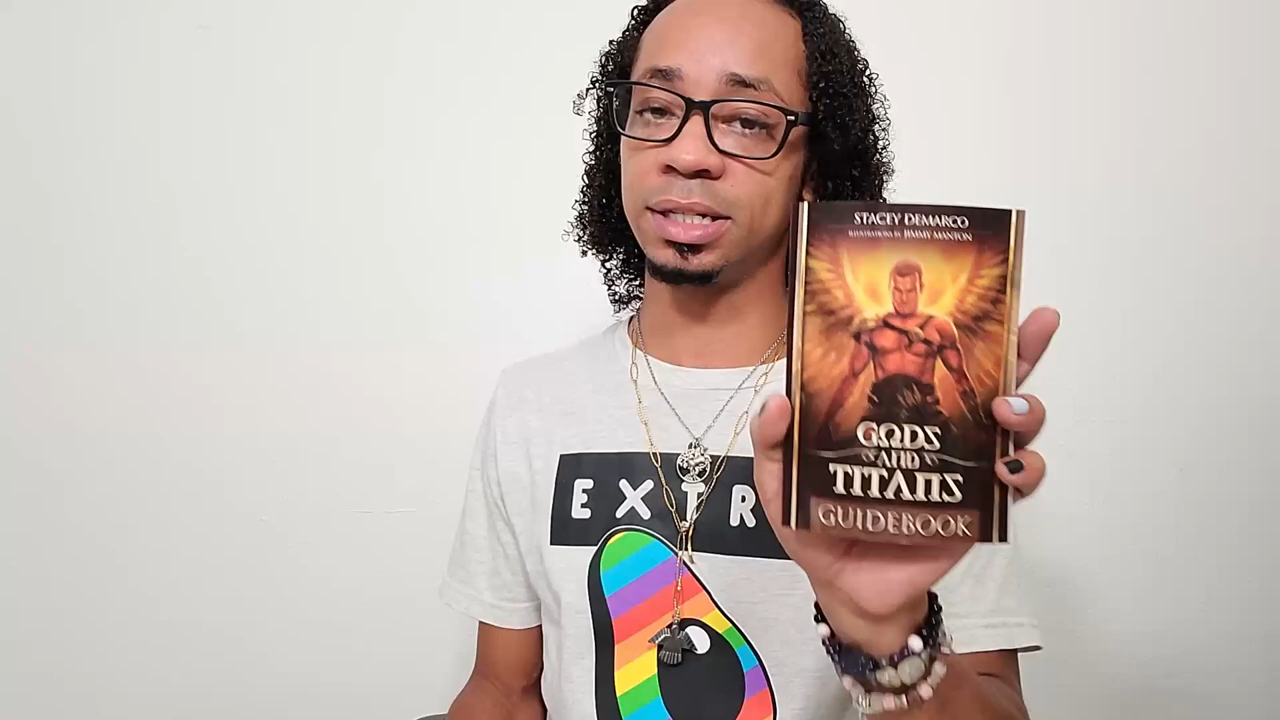 STACEY DEMARCO
ILLUSTRATIONS BY JIMMY MANTON
GODS
AND
TITANS
GUIDEBOOK
EXTR